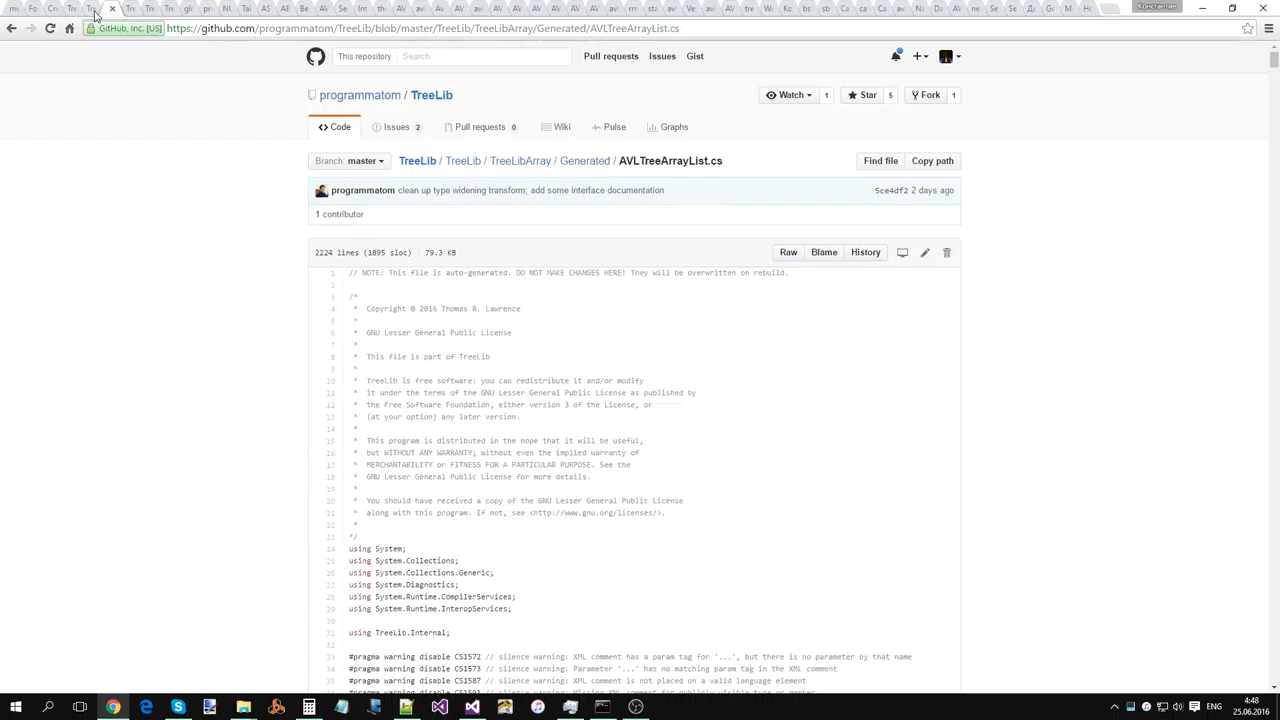 Константин
GitHub, Inc. [US] https://github.com/programmatom/TreeLib/blob/master/TreeLib/TreeLibArray/Generated/AVLTreeArrayList.cs
This repository Search Pull requests Issues Gist
programmatom / TreeLib
Watch 1 Star 5 Fork 1
Code Issues 2 Pull requests 0 Wiki Pulse Graphs
Branch: master TreeLib / TreeLib / TreeLibArray / Generated / AVLTreeArrayList.cs Find file Copy path
programmatom clean up type widening transform; add some interface documentation 5ce4df2 2 days ago
1 contributor
2224 lines (1895 sloc) 79.3 KB Raw Blame History
1 // NOTE: This file is auto-generated. DO NOT MAKE CHANGES HERE! They will be overwritten on rebuild.
2
3 /*
4 * Copyright © 2016 Thomas R. Lawrence
5 *
6 * GNU Lesser General Public License
7 *
8 * This file is part of TreeLib
9 *
10 * TreeLib is free software: you can redistribute it and/or modify
11 * it under the terms of the GNU Lesser General Public License as published by
12 * the Free Software Foundation, either version 3 of the License, or
13 * (at your option) any later version.
14 *
15 * This program is distributed in the hope that it will be useful,
16 * but WITHOUT ANY WARRANTY; without even the implied warranty of
17 * MERCHANTABILITY or FITNESS FOR A PARTICULAR PURPOSE. See the
18 * GNU Lesser General Public License for more details.
19 *
20 * You should have received a copy of the GNU Lesser General Public License
21 * along with this program. If not, see <http://www.gnu.org/licenses/>.
22 *
23 */
24 using System;
25 using System.Collections;
26 using System.Collections.Generic;
27 using System.Diagnostics;
28 using System.Runtime.CompilerServices;
29 using System.Runtime.InteropServices;
30
31 using TreeLib.Internal;
32
33 #pragma warning disable CS1572 // silence warning: XML comment has a param tag for '...', but there is no parameter by that name
34 #pragma warning disable CS1573 // silence warning: Parameter '...' has no matching param tag in the XML comment
35 #pragma warning disable CS1587 // silence warning: XML comment is not placed on a valid language element
ENG 4:48
25.06.2016